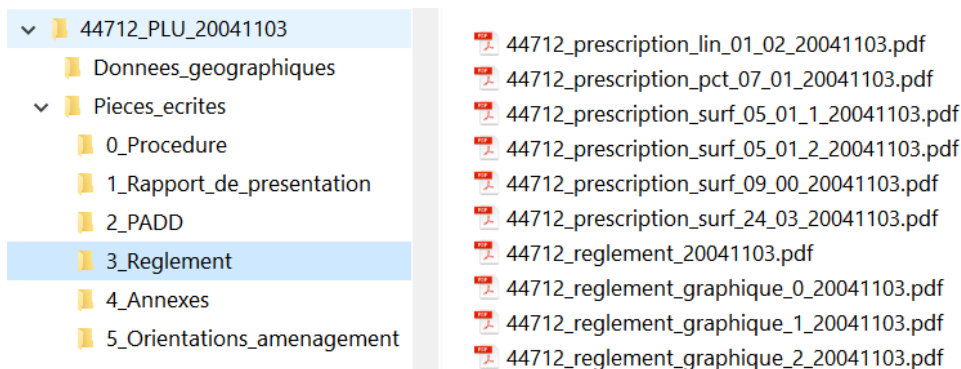 44712_PLU_20041103
Donnees_geographiques
Pieces_ecrites
0_Procedure
1_Rapport_de_presentation
2_PADD
3_Reglement
4_Annexes
5_Orientations_amenagement
44712_prescription_lin_01_02_20041103.pdf
44712_prescription_pct_07_01_20041103.pdf
44712_prescription_surf_05_01_1_20041103.pdf
44712_prescription_surf_05_01_2_20041103.pdf
44712_prescription_surf_09_00_20041103.pdf
44712_prescription_surf_24_03_20041103.pdf
44712_reglement_20041103.pdf
44712_reglement_graphique_0_20041103.pdf
44712_reglement_graphique_1_20041103.pdf
44712_reglement_graphique_2_20041103.pdf